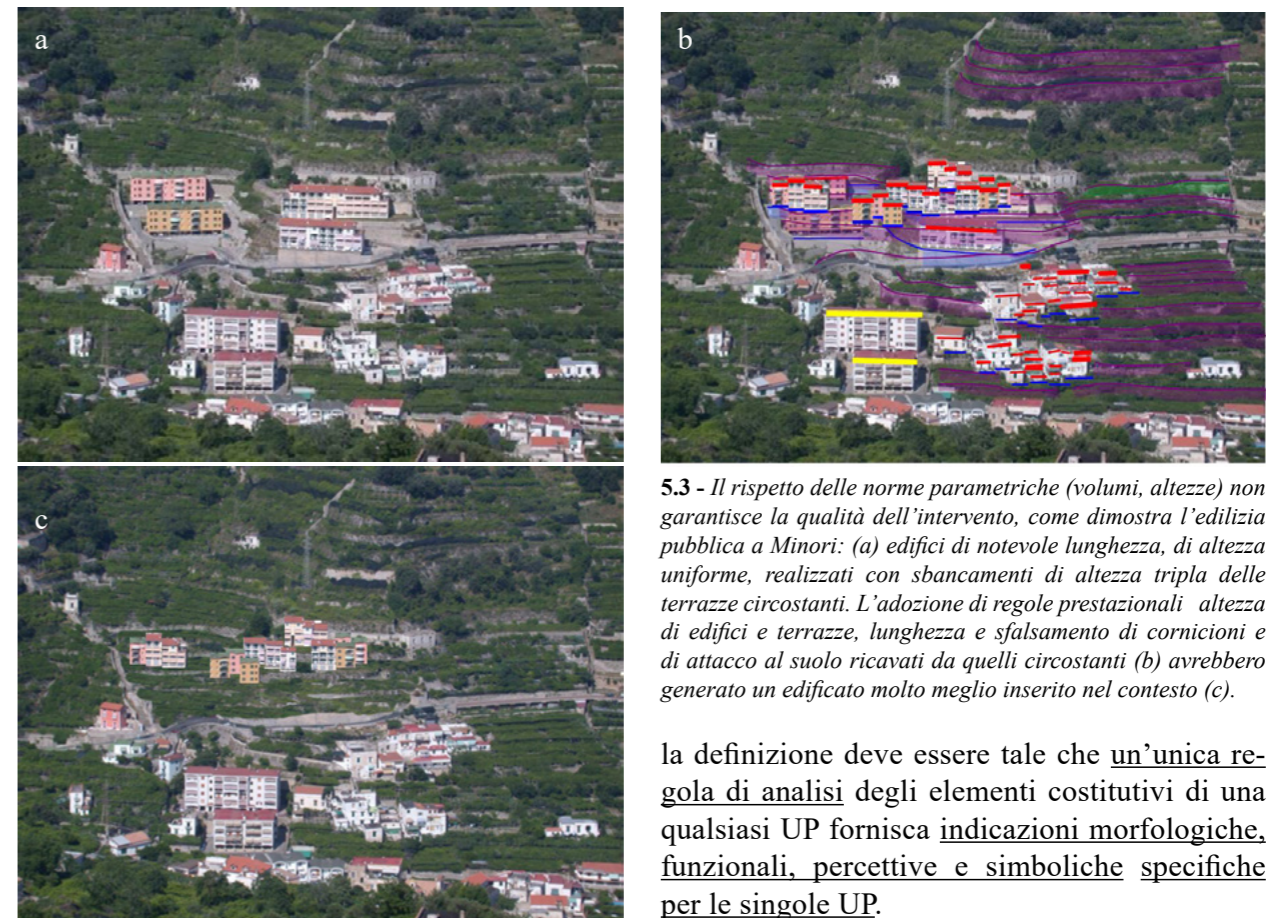 a
b
c
5.3 - Il rispetto delle norme parametriche (volumi, altezze) non
garantisce la qualità dell’intervento, come dimostra l’edilizia
pubblica a Minori: (a) edifici di notevole lunghezza, di altezza
uniforme, realizzati con sbancamenti di altezza tripla delle
terrazze circostanti. L’adozione di regole prestazionali altezza
di edifici e terrazze, lunghezza e sfalsamento di cornicioni e
di attacco al suolo ricavati da quelli circostanti (b) avrebbero
generato un edificato molto meglio inserito nel contesto (c).
la definizione deve essere tale che un’unica re-
gola di analisi degli elementi costitutivi di una
qualsiasi UP fornisca indicazioni morfologiche,
funzionali, percettive e simboliche specifiche
per le singole UP.